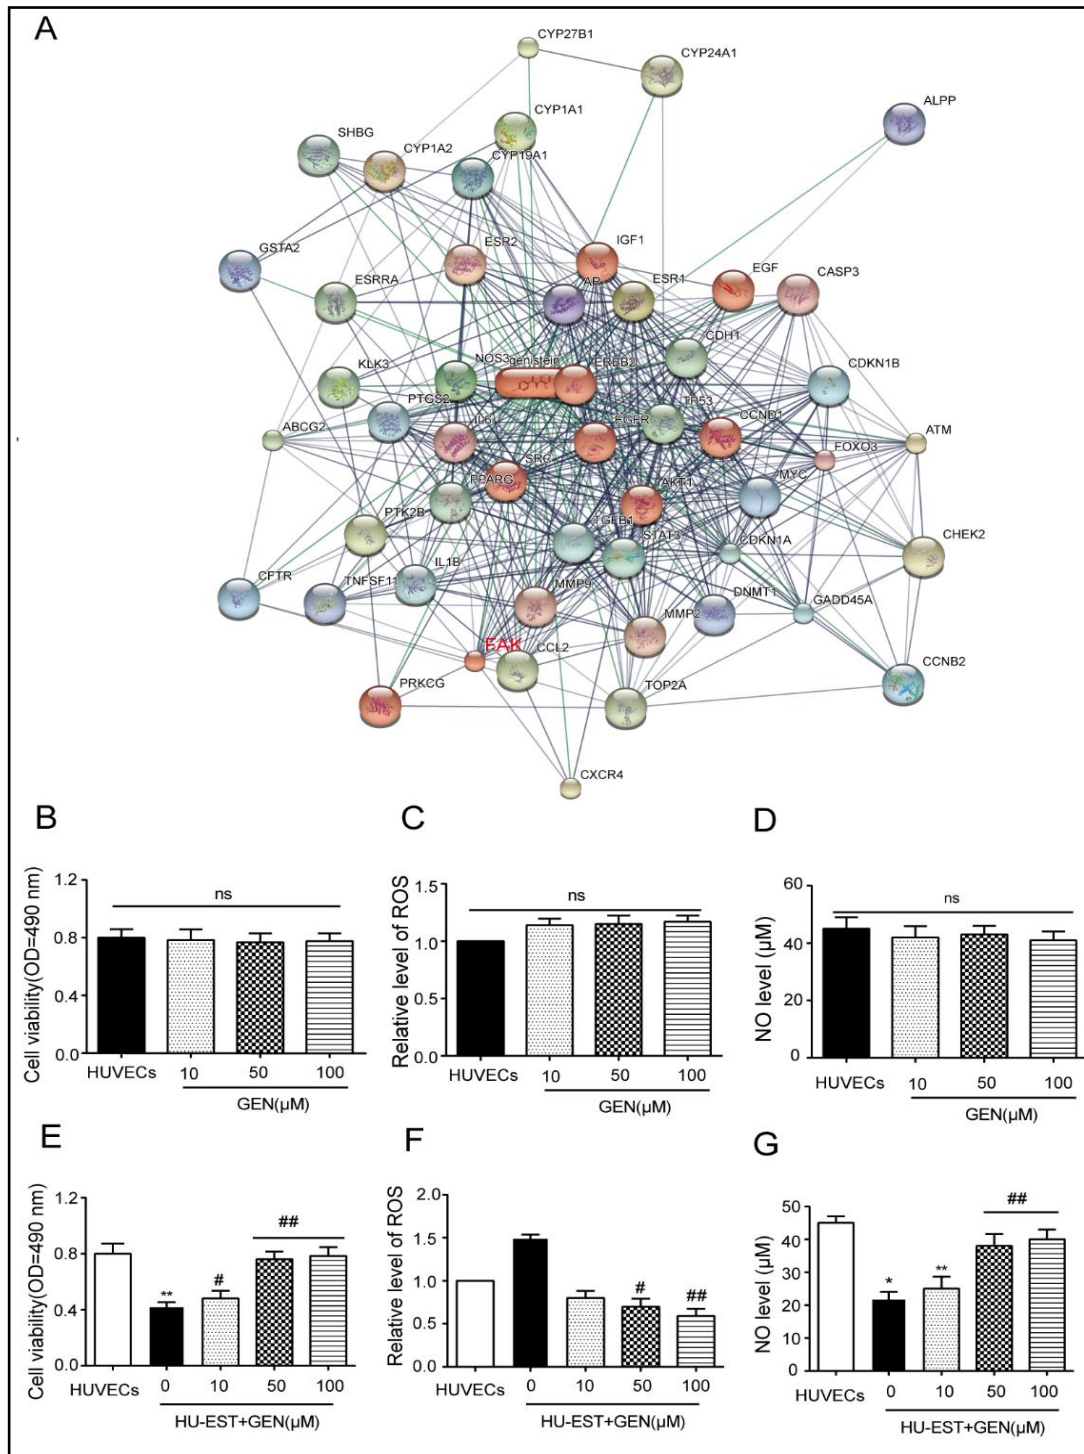 A
CYP27B1
CYP24A1
ALPP
CYP1A1
SHBG
CYP1A2
CYP19A1
GSTA2
ESR2
IGF1
EGF
CASP3
ESRRA
AR
ESR1
CDH1
KLK3
NOS3
genistein
ERBB2
CDKN1B
PTGS2
IL6
EGFR
TP53
CCND1
ABCG2
ATM
FOXO3
SRC
PPARG
AKT1
MYC
PTK2B
TGFB1
STAT3
CDKN1A
CHEK2
IL1B
CFTR
TNFSF11
MMP9
DNMT1
GADD45A
MMP2
FAK
CCL2
CCNB2
PRKCG
TOP2A
CXCR4
B
Cell viability(OD=490 nm)
1.2
0.8
0.4
0.0
ns
HUVECs 10 50 100
GEN(µM)
C
Relative level of ROS
1.5
1.0
0.5
0.0
ns
HUVECs 10 50 100
GEN(µM)
D
NO level (µM)
60
40
20
0
ns
HUVECs 10 50 100
GEN(µM)
E
Cell viability(OD=490 nm)
1.2
0.8
0.4
0.0
** # ##
HUVECs 0 10 50 100
HU-EST+GEN(µM)
F
Relative level of ROS
2.0
1.5
1.0
0.5
0.0
# ##
HUVECs 0 10 50 100
HU-EST+GEN(µM)
G
NO level (µM)
50
40
30
20
10
0
* ** ##
HUVECs 0 10 50 100
HU-EST+GEN(µM)